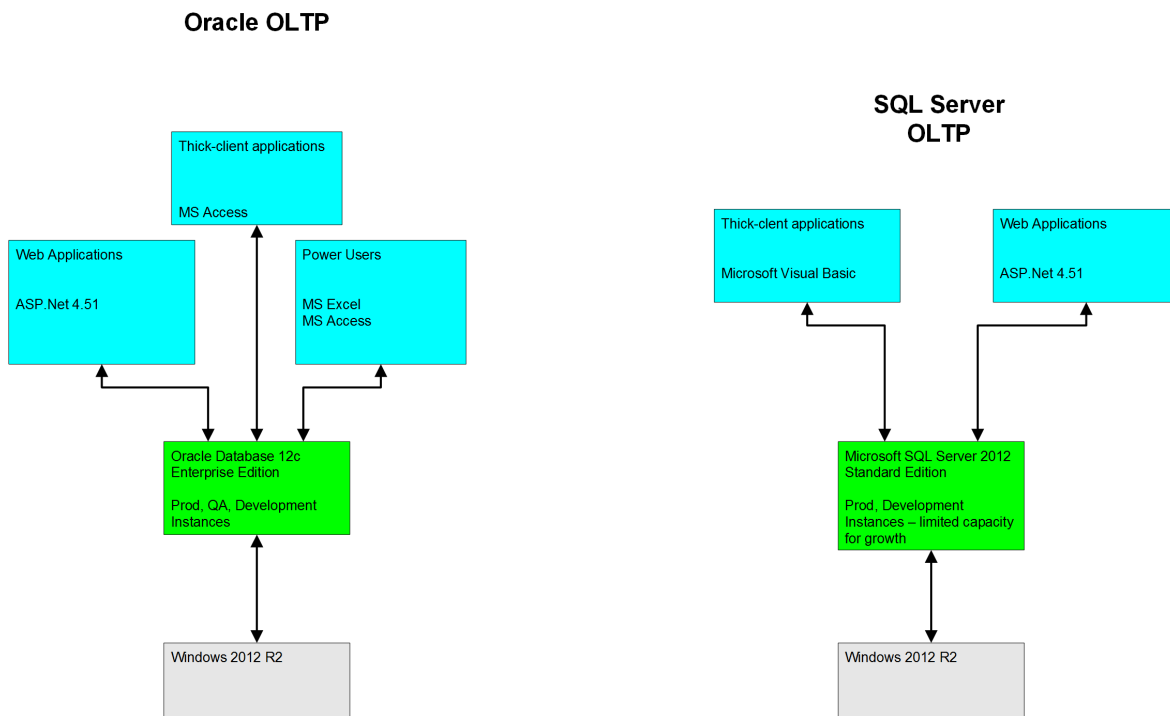 Oracle OLTP
SQL Server
OLTP
Thick-client applications
MS Access
Web Applications
ASP.Net 4.51
Power Users
MS Excel
MS Access
Thick-clent applications
Microsoft Visual Basic
Web Applications
ASP.Net 4.51
Oracle Database 12c
Enterprise Edition
Prod, QA, Development
Instances
Microsoft SQL Server 2012
Standard Edition
Prod, Development
Instances – limited capacity
for growth
Windows 2012 R2
Windows 2012 R2